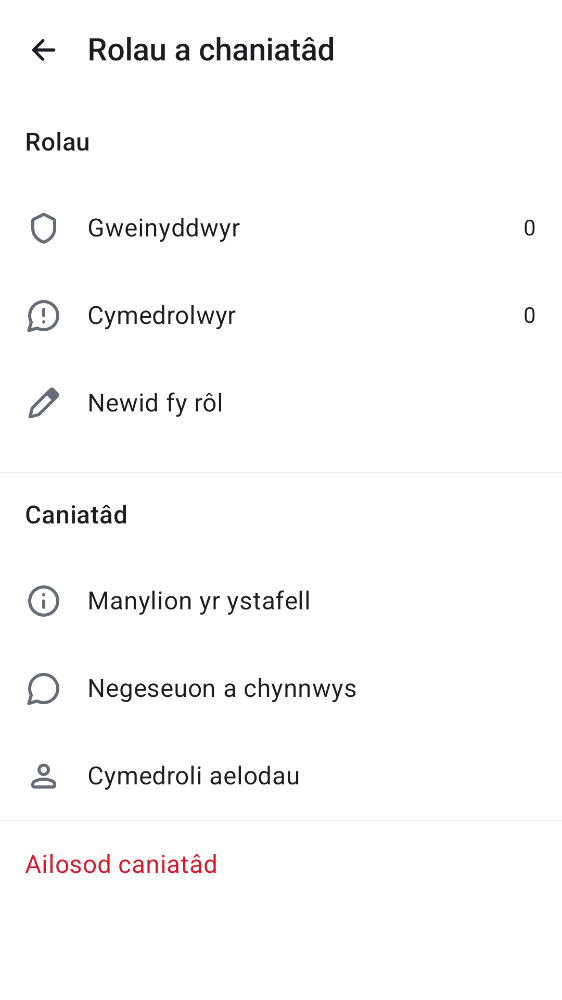 Rolau a chaniatâd
Rolau
Gweinyddwyr 0
Cymedrolwyr 0
Newid fy rôl
Caniatâd
Manylion yr ystafell
Negeseuon a chynnwys
Cymedroli aelodau
Ailosod caniatâd